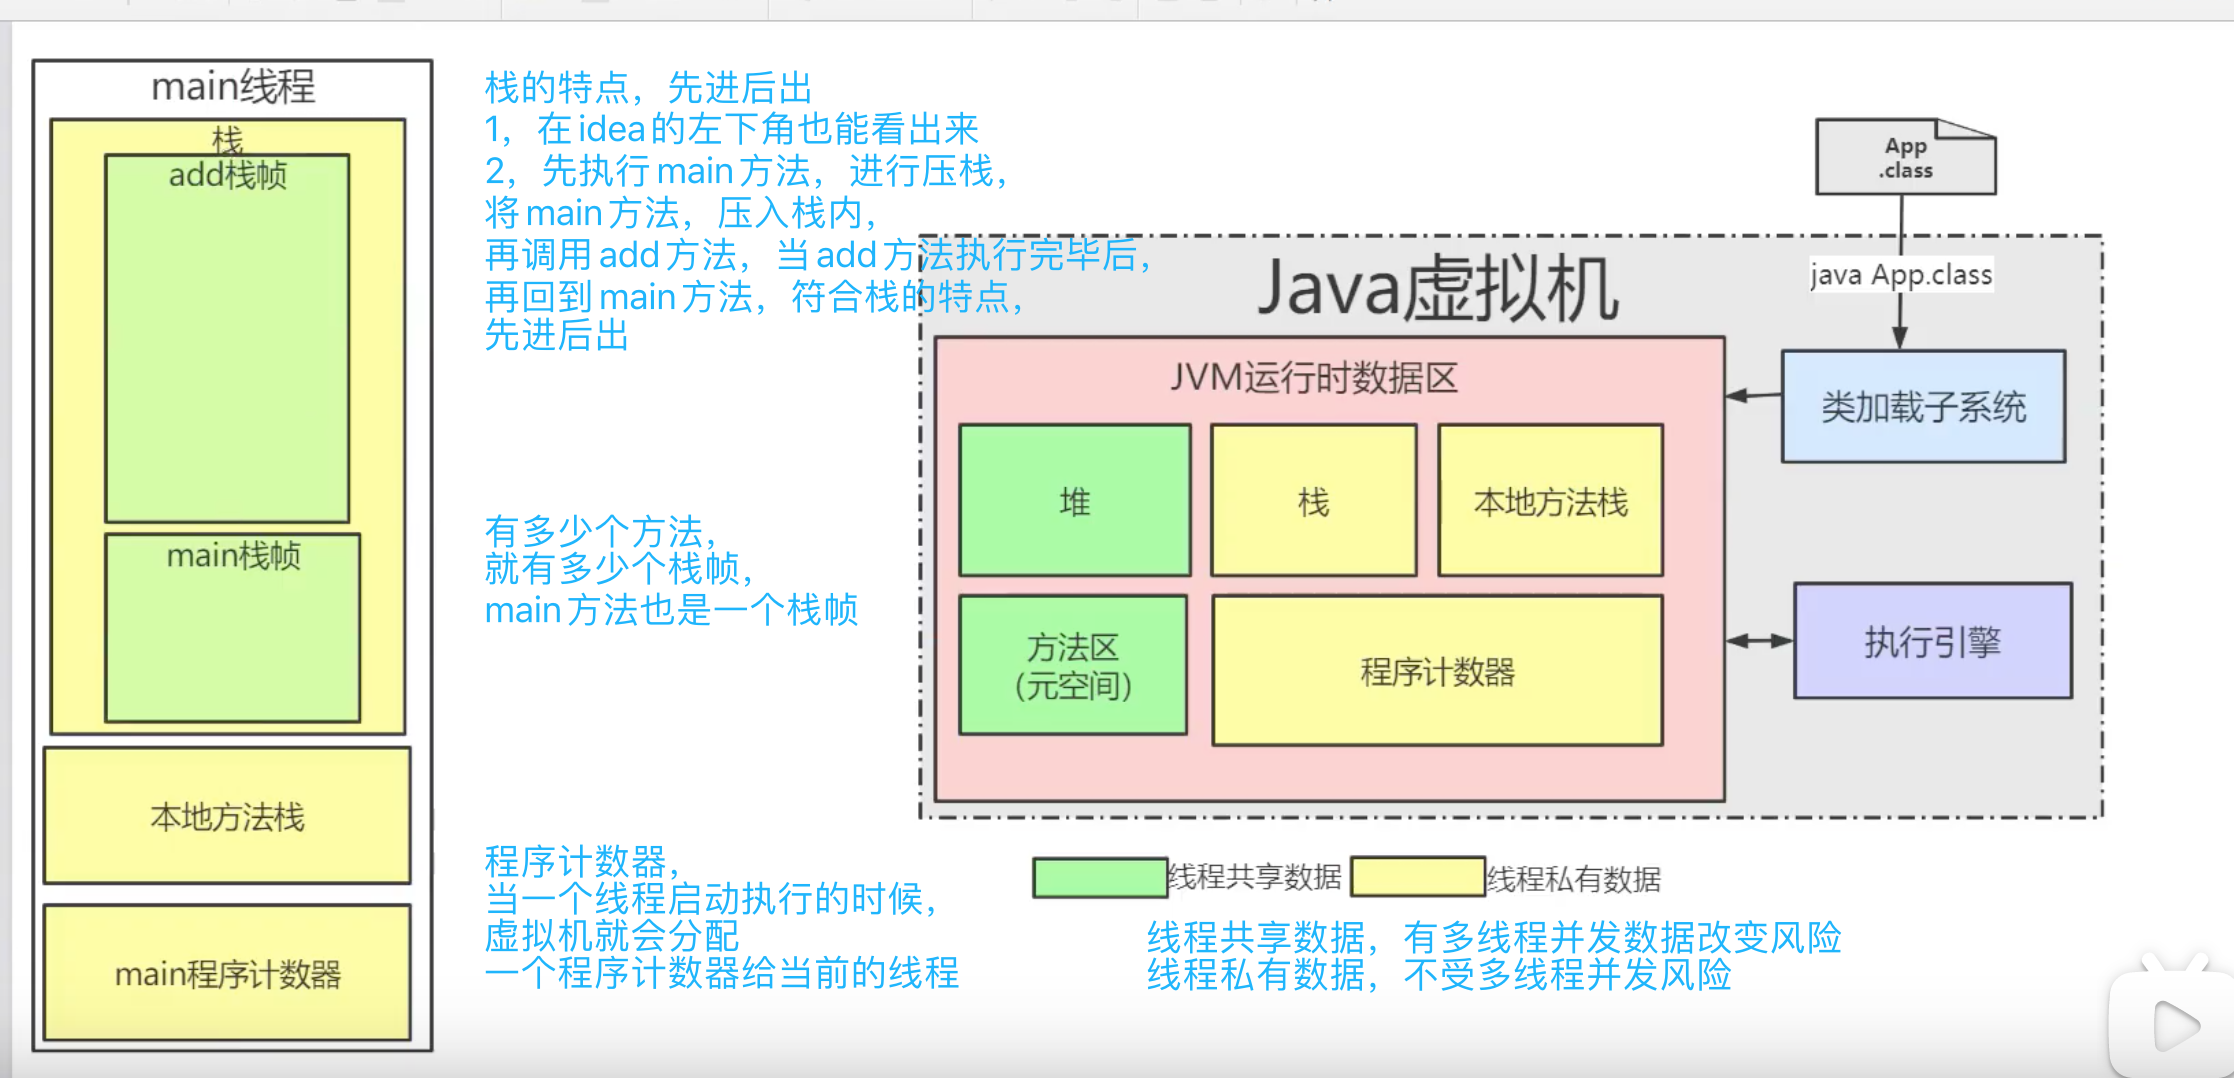 main线程
栈
add栈帧
main栈帧
本地方法栈
main程序计数器
栈的特点，先进后出
1，在idea的左下角也能看出来
2，先执行main方法，进行压栈，
将main方法，压入栈内，
再调用add方法，当add方法执行完毕后，
再回到main方法，符合栈的特点，
先进后出
有多少个方法，
就有多少个栈帧，
main方法也是一个栈帧
程序计数器，
当一个线程启动执行的时候，
虚拟机就会分配
一个程序计数器给当前的线程
App
.class
java App.class
Java虚拟机
JVM运行时数据区
类加载子系统
堆
栈
本地方法栈
方法区
(元空间)
程序计数器
执行引擎
线程共享数据
线程私有数据
线程共享数据，有多线程并发数据改变风险
线程私有数据，不受多线程并发风险